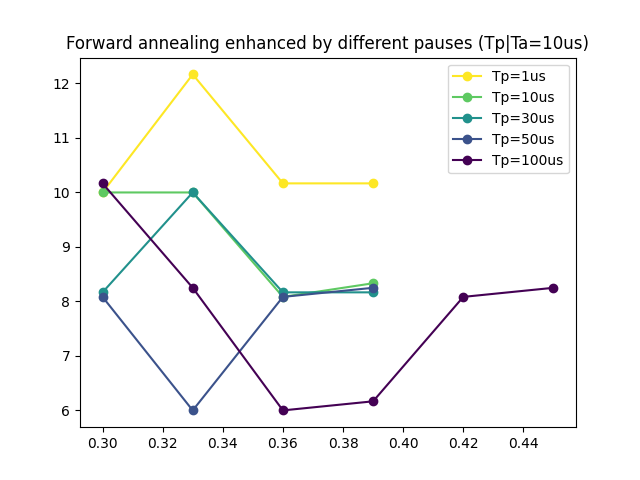 Forward annealing enhanced by different pauses (Tp|Ta=10us)
Tp=1us
Tp=10us
Tp=30us
Tp=50us
Tp=100us
12
11
10
9
8
7
6
0.30 0.32 0.34 0.36 0.38 0.40 0.42 0.44